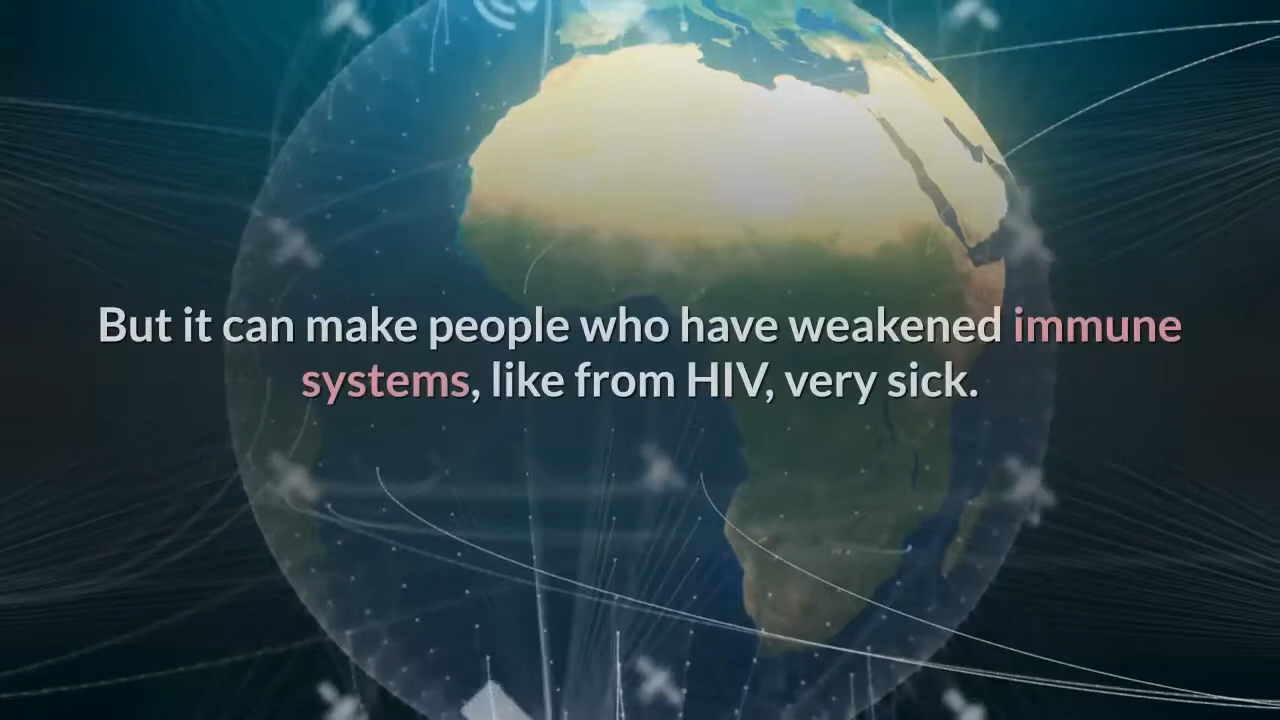 But it can make people who have weakened immune
systems, like from HIV, very sick.